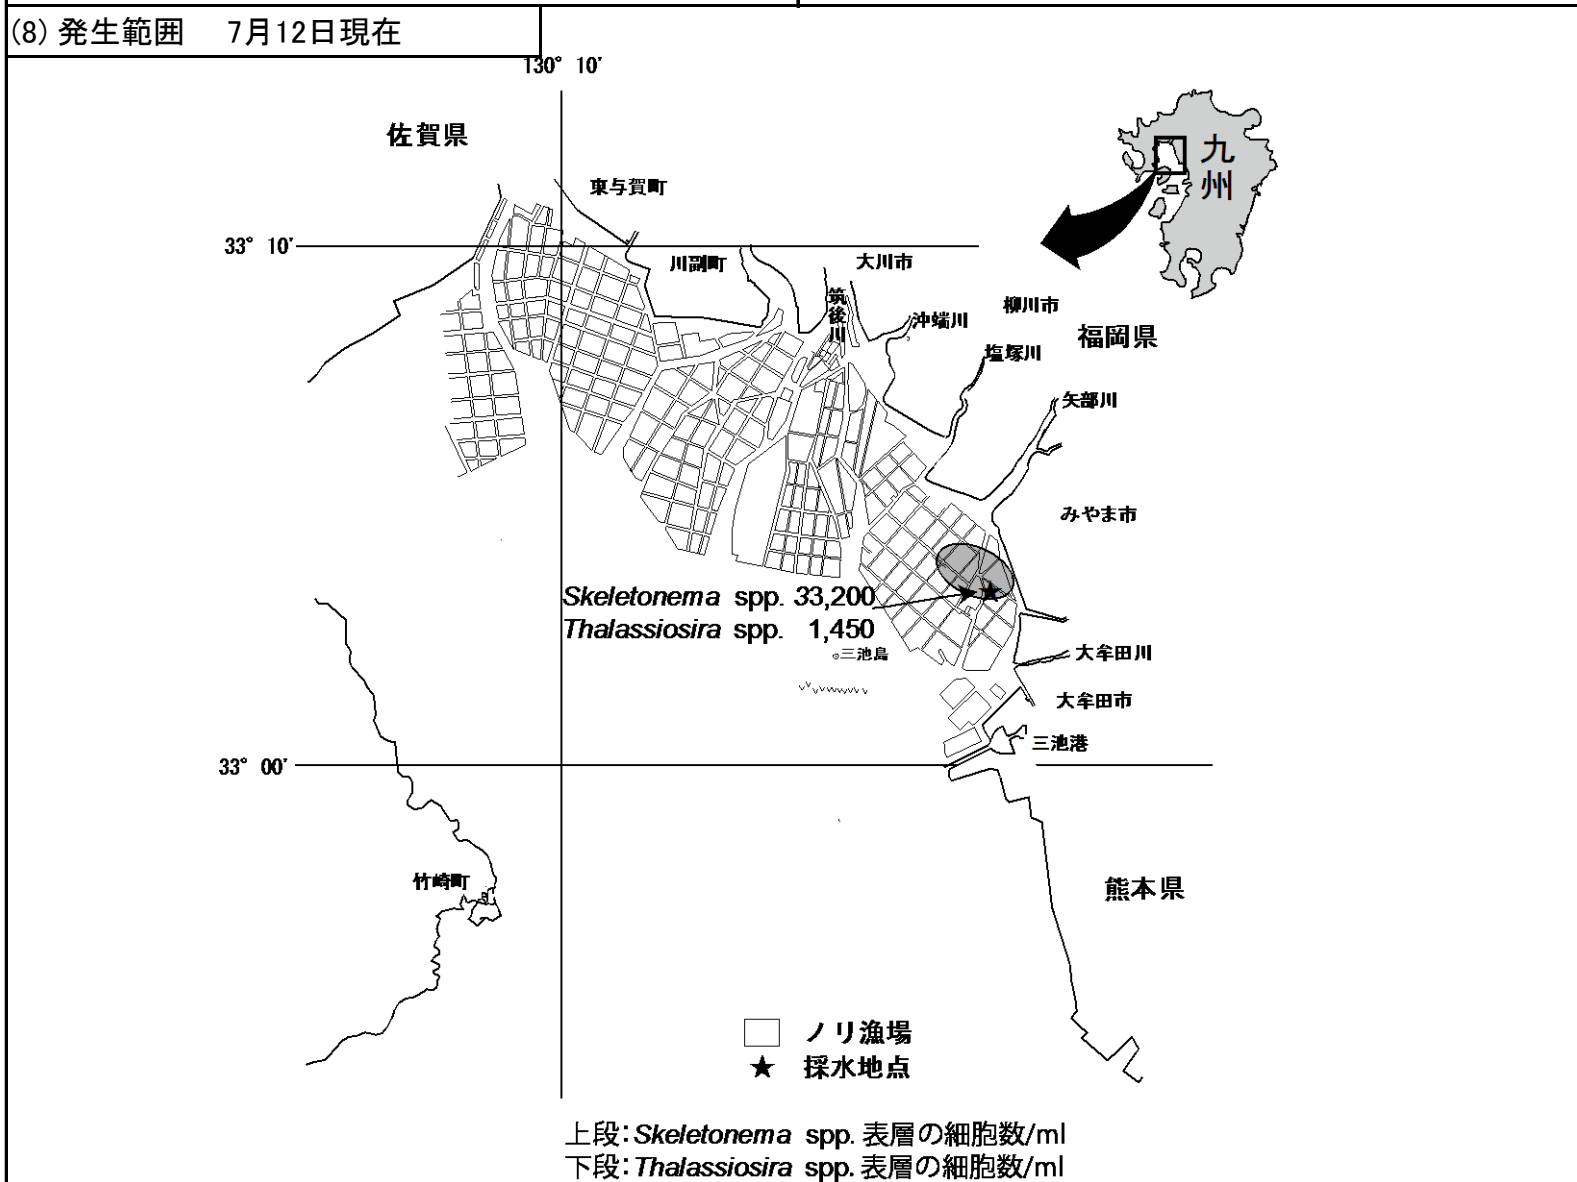 (8) 発生範囲 7月12日現在
130° 10′
佐賀県
九州
東与賀町
33° 10′
川副町
大川市
筑後川
柳川市
沖端川
福岡県
塩塚川
矢部川
みやま市
Skeletonema spp. 33,200
Thalassiosira spp. 1,450
三池島
大牟田川
大牟田市
三池港
33° 00′
竹崎町
熊本県
ノリ漁場
★ 採水地点
上段：Skeletonema spp. 表層の細胞数/ml
下段：Thalassiosira spp. 表層の細胞数/ml